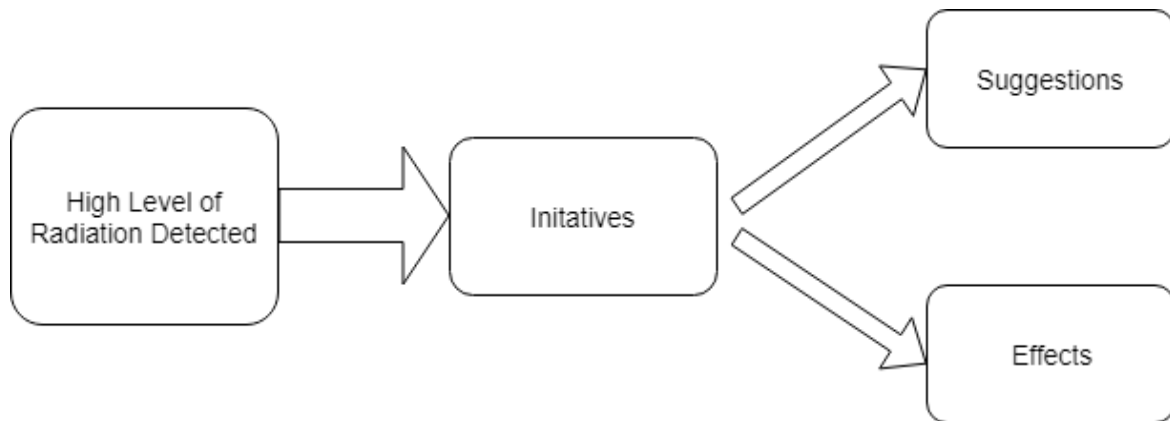 High Level of
Radiation Detected
Initatives
Suggestions
Effects